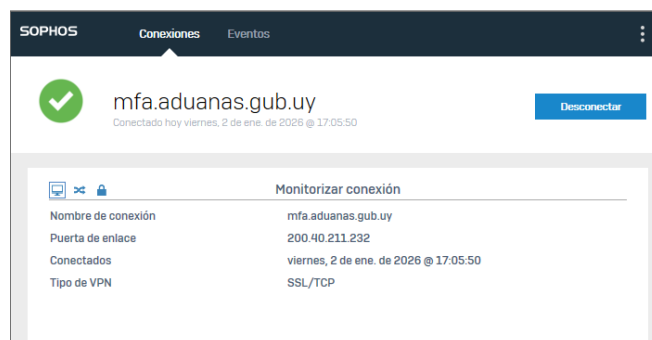 SOPHOS Conexiones Eventos
mfa.aduanas.gub.uy
Conectado hoy viernes, 2 de ene. de 2026 @ 17:05:50
Desconectar
Monitorizar conexión
Nombre de conexión mfa.aduanas.gub.uy
Puerta de enlace 200.40.211.232
Conectados viernes, 2 de ene. de 2026 @ 17:05:50
Tipo de VPN SSL/TCP